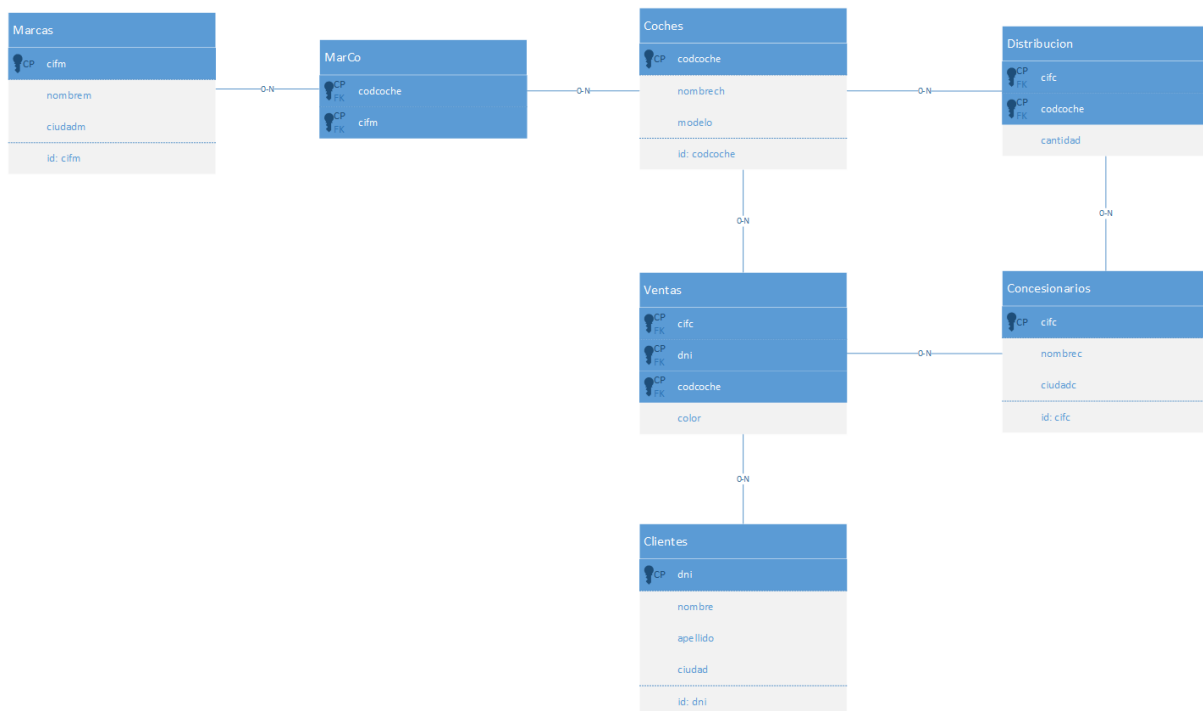 Marcas
CP cifm
nombrem
ciudadm
id: cifm
0-N
MarCo
CP FK codcoche
CP FK cifm
0-N
Coches
CP codcoche
nombrech
modelo
id: codcoche
0-N
Distribucion
CP FK cifc
CP FK codcoche
cantidad
0-N
0-N
Ventas
CP FK cifc
CP FK dni
CP FK codcoche
color
0-N
Concesionarios
CP cifc
nombrec
ciudadc
id: cifc
0-N
Clientes
CP dni
nombre
apellido
ciudad
id: dni